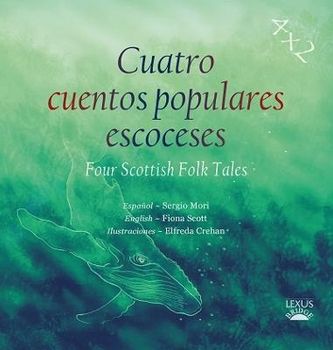 4x2
Cuatro
cuentos populares
escoceses
Four Scottish Folk Tales
Español – Sergio Mori
English – Fiona Scott
Ilustraciones – Elfreda Crehan
LEXUS
BRIDGE